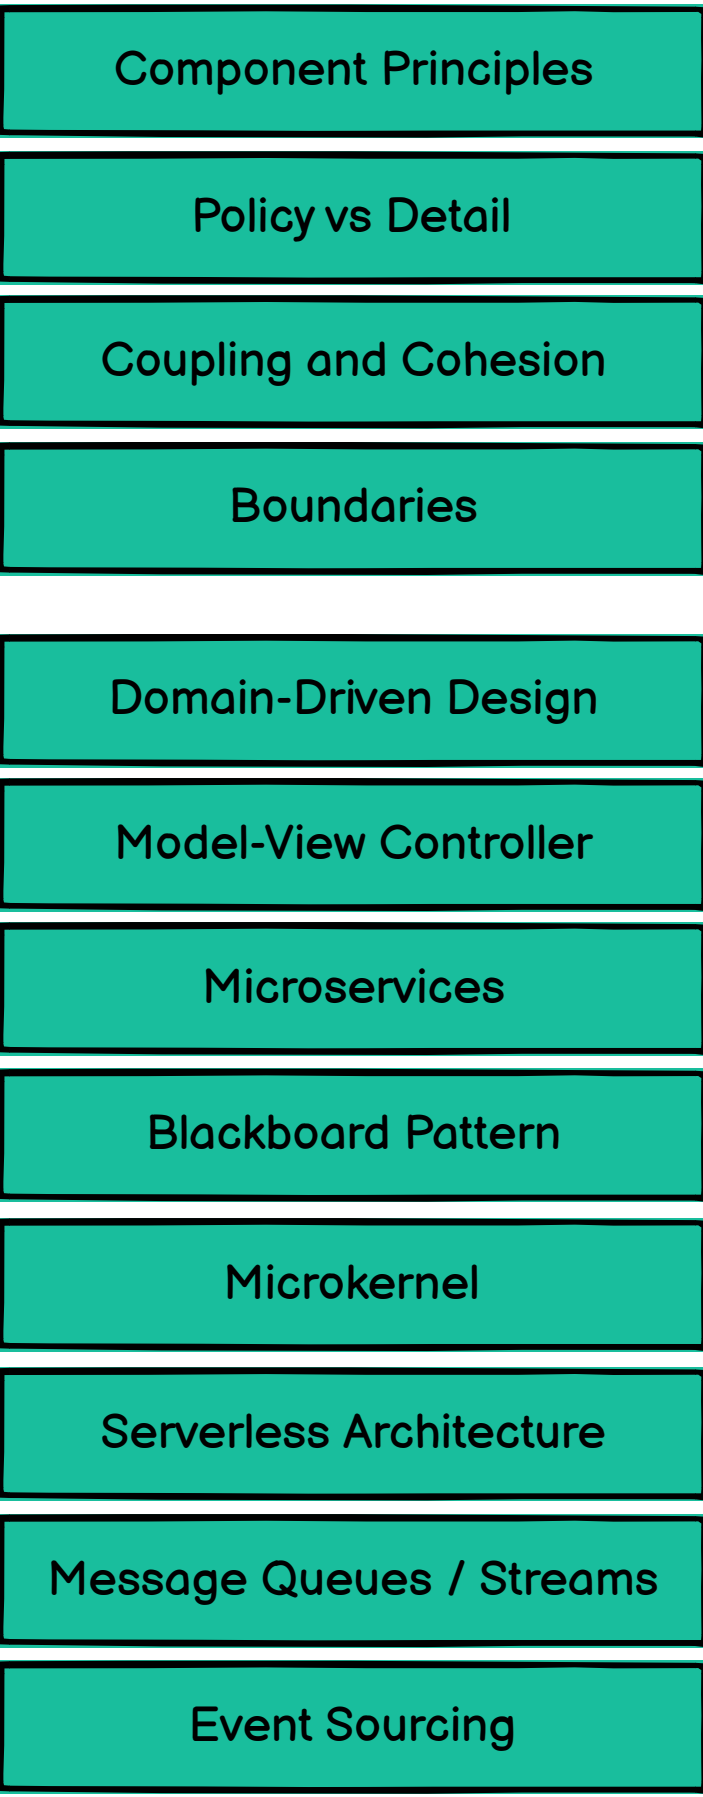 Component Principles
Policy vs Detail
Coupling and Cohesion
Boundaries
Domain-Driven Design
Model-View Controller
Microservices
Blackboard Pattern
Microkernel
Serverless Architecture
Message Queues / Streams
Event Sourcing